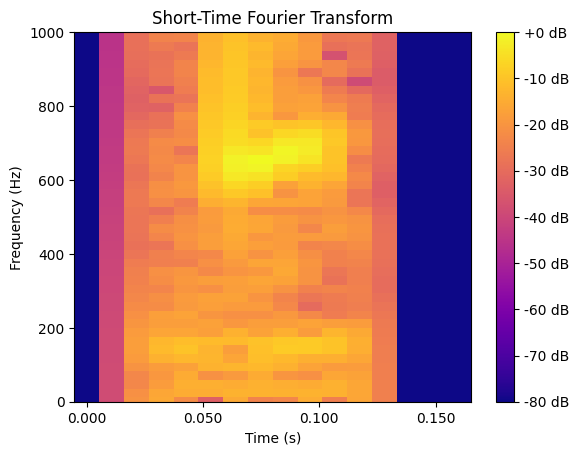 Short-Time Fourier Transform
1000
800
600
400
200
0
Frequency (Hz)
0.000
0.050
0.100
0.150
Time (s)
+0 dB
-10 dB
-20 dB
-30 dB
-40 dB
-50 dB
-60 dB
-70 dB
-80 dB